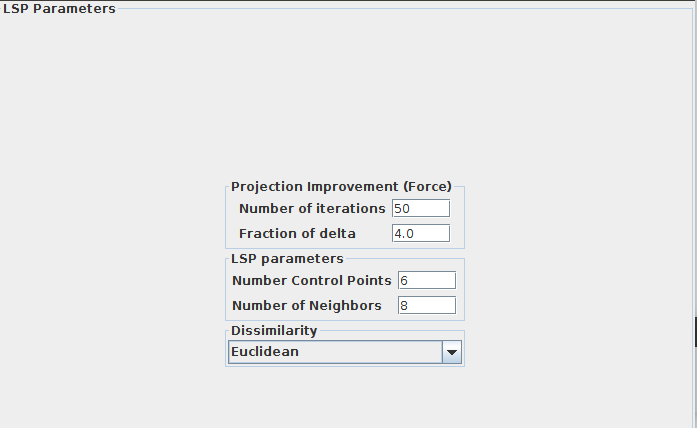 LSP Parameters
Projection Improvement (Force)
Number of iterations 50
Fraction of delta 4.0
LSP parameters
Number Control Points 6
Number of Neighbors 8
Dissimilarity
Euclidean